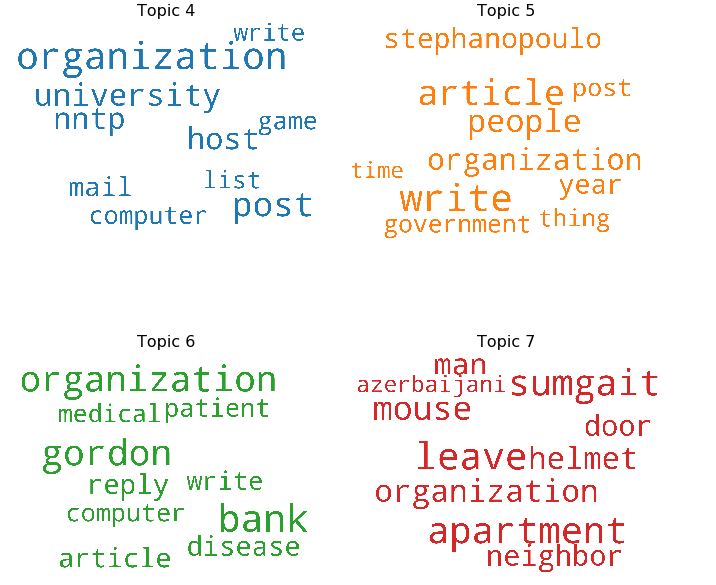 Topic 4
write
organization
university
nntp
game
host
list
mail
computer
post
Topic 5
stephanopoulo
article post
people
organization
time
year
write
government thing
Topic 6
organization
medical patient
gordon
reply write
computer
bank
disease
article
Topic 7
man
azerbaijani sumgait
mouse
door
leave helmet
organization
apartment
neighbor